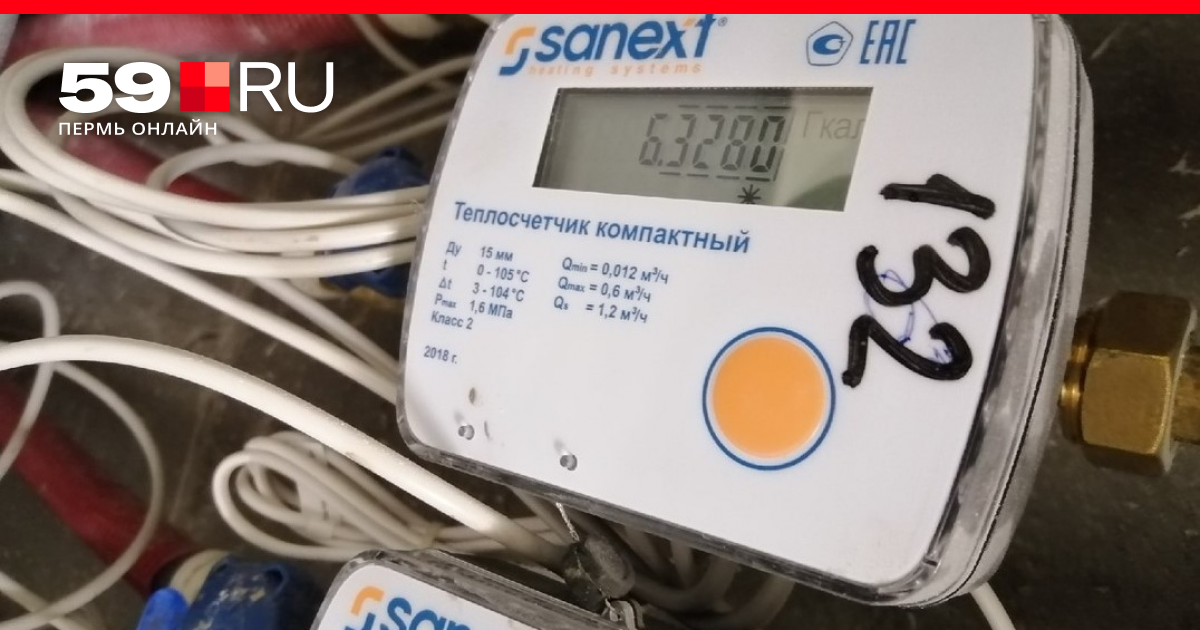 59 RU
ПЕРМЬ ОНЛАЙН
sanext®
heating systems
ЕАС
6.3280 Гкал
Теплосчетчик компактный
Ду 15 мм
t 0 - 105 °C
Δt 3 - 104 °C
Pmax 1,6 МПа
Класс 2
2018 г.
Qmin = 0,012 м³/ч
Qmax = 0,6 м³/ч
Qs = 1,2 м³/ч
132